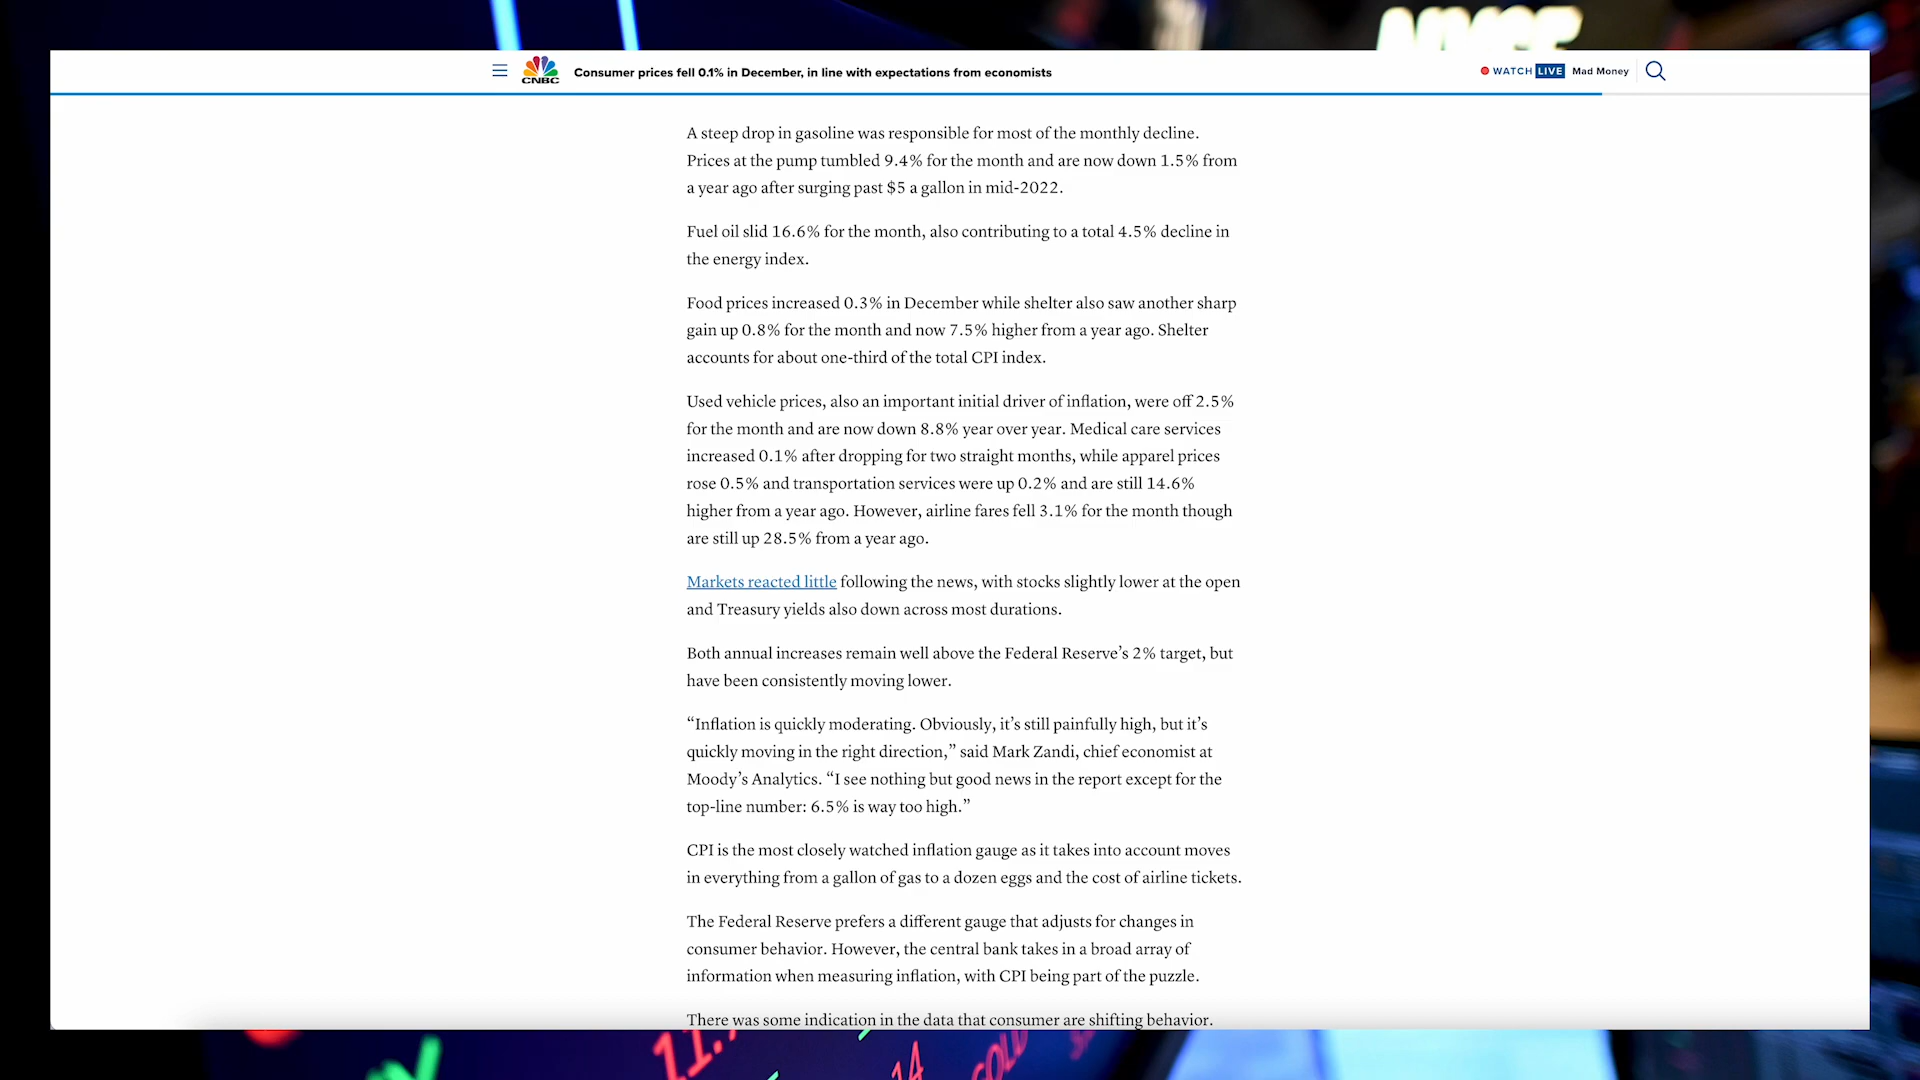 NYSE
CNBC
Consumer prices fell 0.1% in December, in line with expectations from economists
WATCH LIVE Mad Money
A steep drop in gasoline was responsible for most of the monthly decline.
Prices at the pump tumbled 9.4% for the month and are now down 1.5% from
a year ago after surging past $5 a gallon in mid-2022.
Fuel oil slid 16.6% for the month, also contributing to a total 4.5% decline in
the energy index.
Food prices increased 0.3% in December while shelter also saw another sharp
gain up 0.8% for the month and now 7.5% higher from a year ago. Shelter
accounts for about one-third of the total CPI index.
Used vehicle prices, also an important initial driver of inflation, were off 2.5%
for the month and are now down 8.8% year over year. Medical care services
increased 0.1% after dropping for two straight months, while apparel prices
rose 0.5% and transportation services were up 0.2% and are still 14.6%
higher from a year ago. However, airline fares fell 3.1% for the month though
are still up 28.5% from a year ago.
Markets reacted little following the news, with stocks slightly lower at the open
and Treasury yields also down across most durations.
Both annual increases remain well above the Federal Reserve’s 2% target, but
have been consistently moving lower.
“Inflation is quickly moderating. Obviously, it’s still painfully high, but it’s
quickly moving in the right direction,” said Mark Zandi, chief economist at
Moody’s Analytics. “I see nothing but good news in the report except for the
top-line number: 6.5% is way too high.”
CPI is the most closely watched inflation gauge as it takes into account moves
in everything from a gallon of gas to a dozen eggs and the cost of airline tickets.
The Federal Reserve prefers a different gauge that adjusts for changes in
consumer behavior. However, the central bank takes in a broad array of
information when measuring inflation, with CPI being part of the puzzle.
There was some indication in the data that consumer are shifting behavior.
14
GOLD